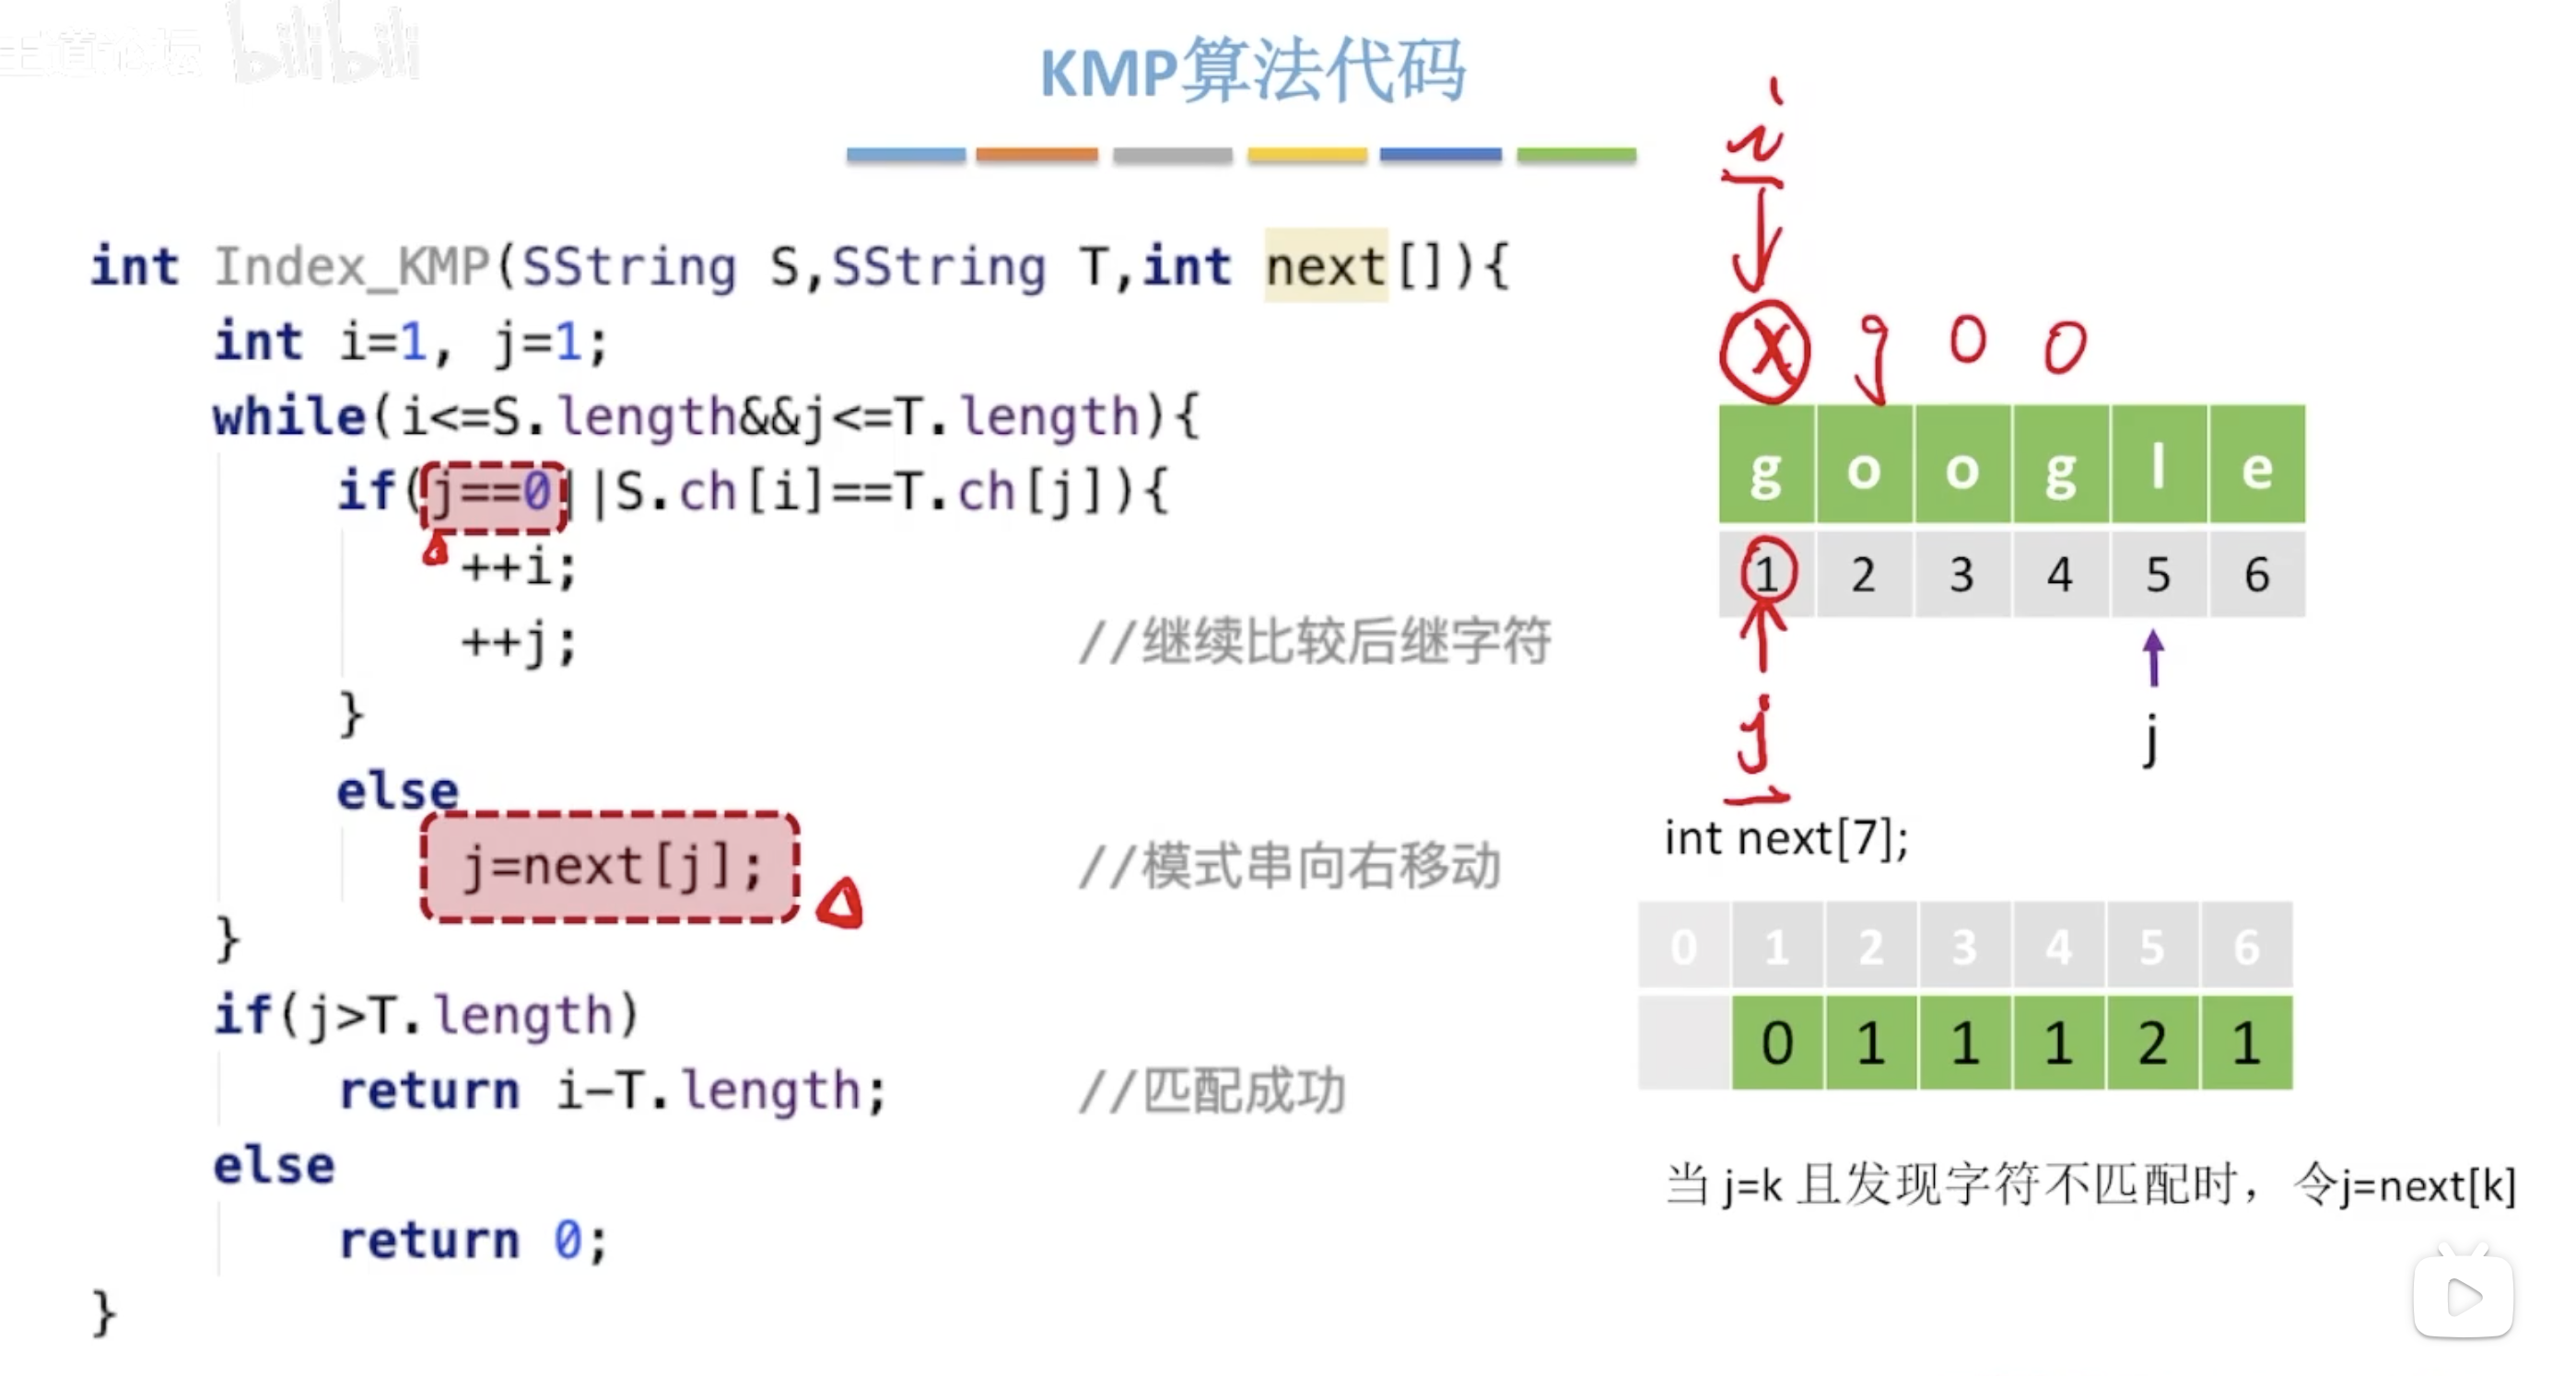 王道论坛 bilibili
KMP算法代码
int Index_KMP(SString S,SString T,int next[]){
int i=1, j=1;
while(i<=S.length&&j<=T.length){
if(j==0||S.ch[i]==T.ch[j]){
++i;
++j; //继续比较后继字符
}
else
j=next[j]; //模式串向右移动
}
if(j>T.length)
return i-T.length; //匹配成功
else
return 0;
}
i
x g o o
g o o g l e
1 2 3 4 5 6
j j
int next[7];
0 1 2 3 4 5 6
0 1 1 1 2 1
当 j=k 且发现字符不匹配时，令j=next[k]